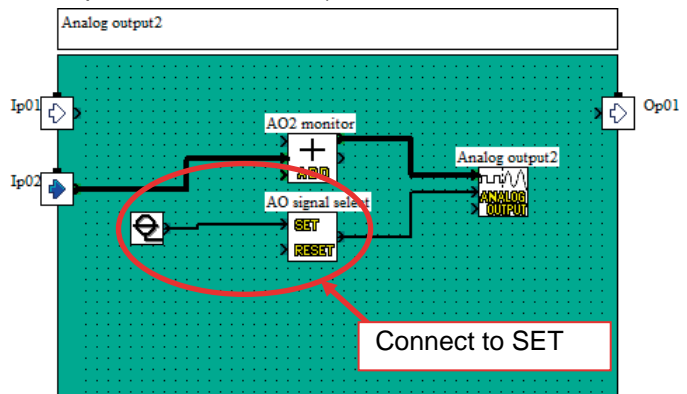 Analog output2
Ip01
Op01
AO2 monitor
ADD
Analog output2
Ip02
ANALOG
OUTPUT
AO signal select
SET
RESET
Connect to SET